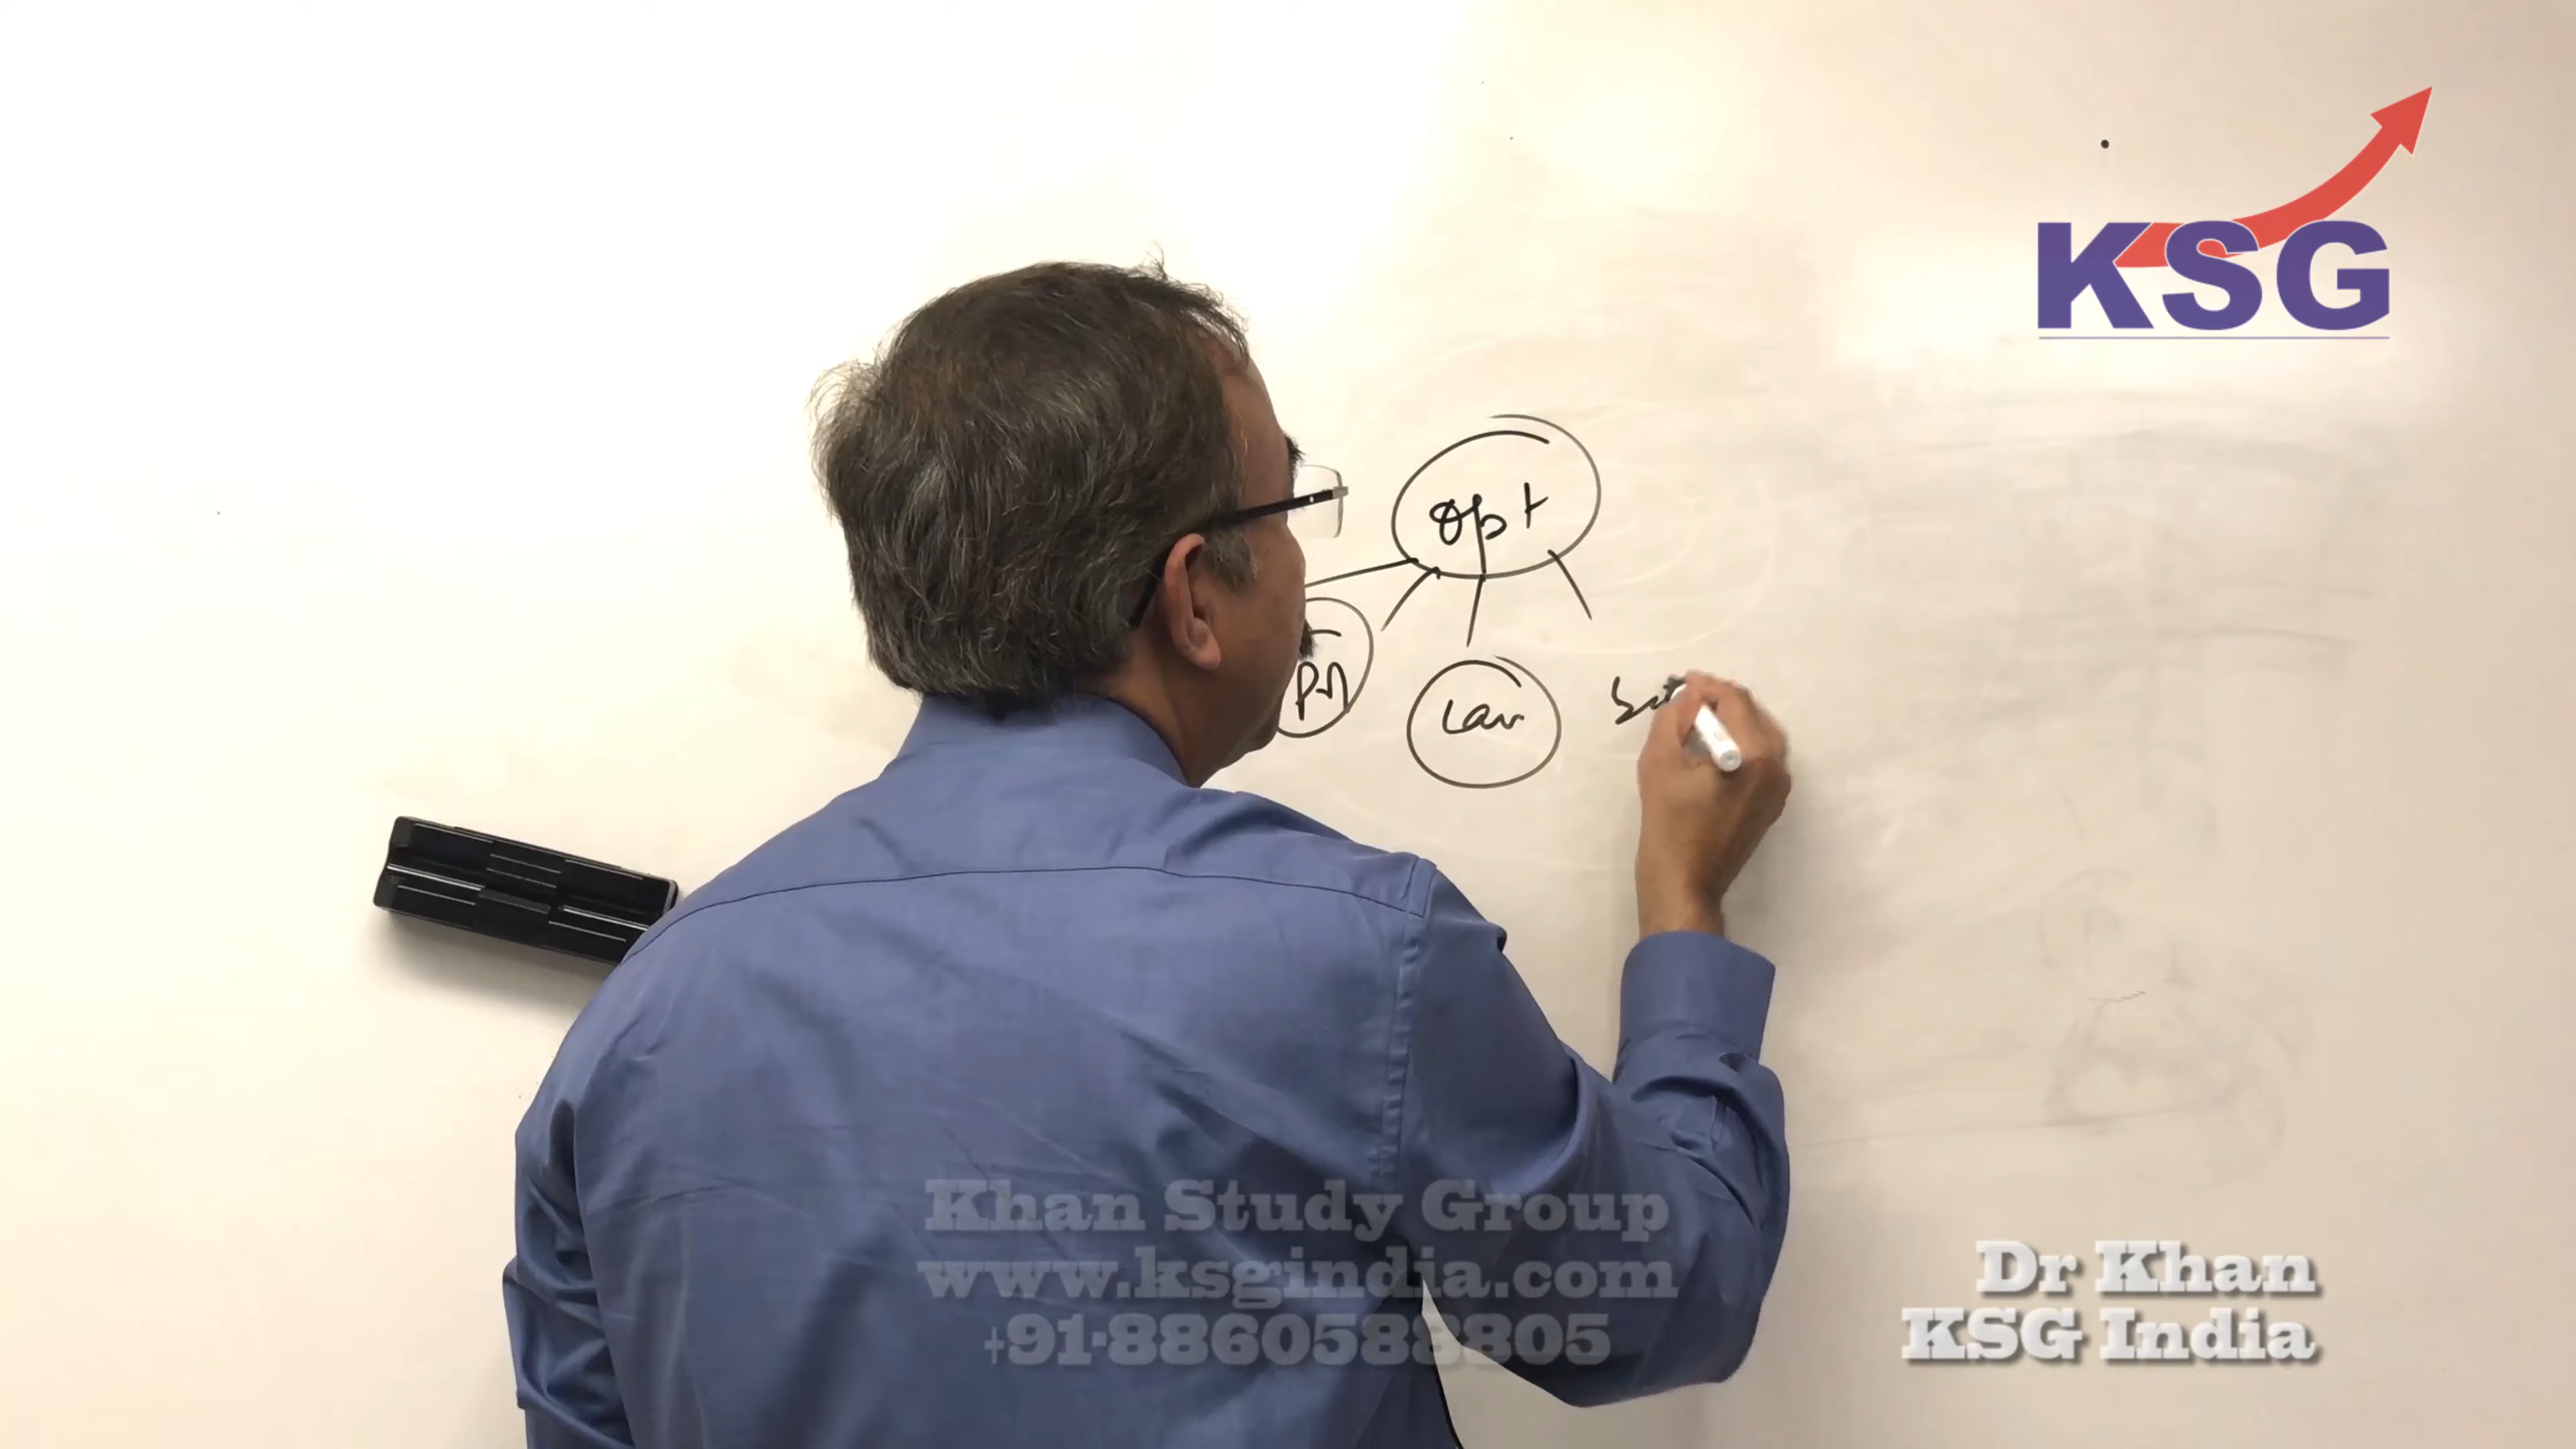 KSG
Opt
Law
Khan Study Group
www.ksgindia.com
+91-8860588805
Dr Khan
KSG India